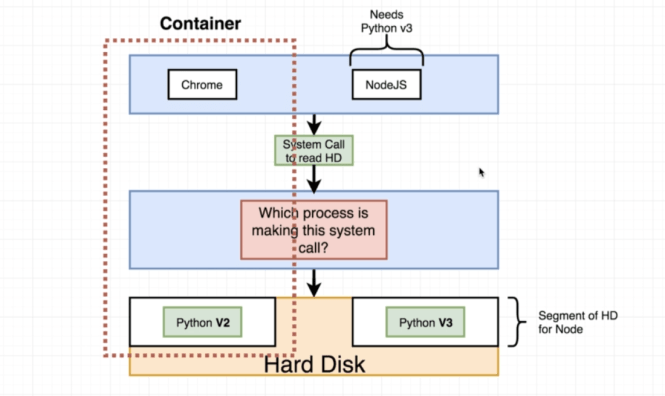 Container
Needs
Python v3
Chrome
NodeJS
System Call
to read HD
Which process is
making this system
call?
Python V2
Python V3
Segment of HD
for Node
Hard Disk